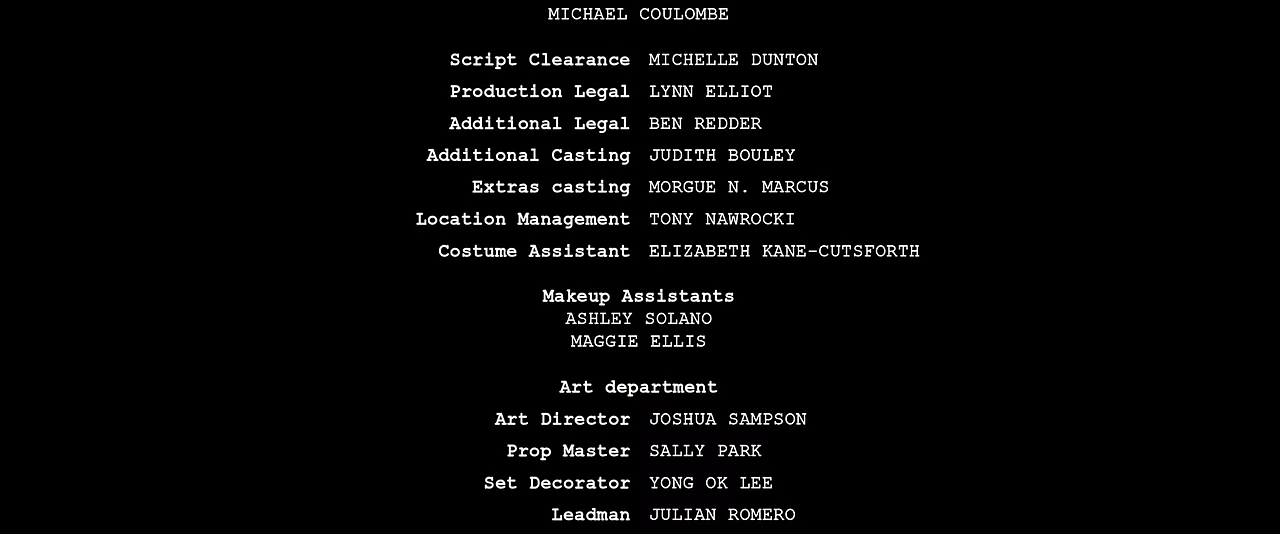 MICHAEL COULOMBE
Script Clearance MICHELLE DUNTON
Production Legal LYNN ELLIOT
Additional Legal BEN REDDER
Additional Casting JUDITH BOULEY
Extras casting MORGUE N. MARCUS
Location Management TONY NAWROCKI
Costume Assistant ELIZABETH KANE-CUTSFORTH
Makeup Assistants
ASHLEY SOLANO
MAGGIE ELLIS
Art department
Art Director JOSHUA SAMPSON
Prop Master SALLY PARK
Set Decorator YONG OK LEE
Leadman JULIAN ROMERO